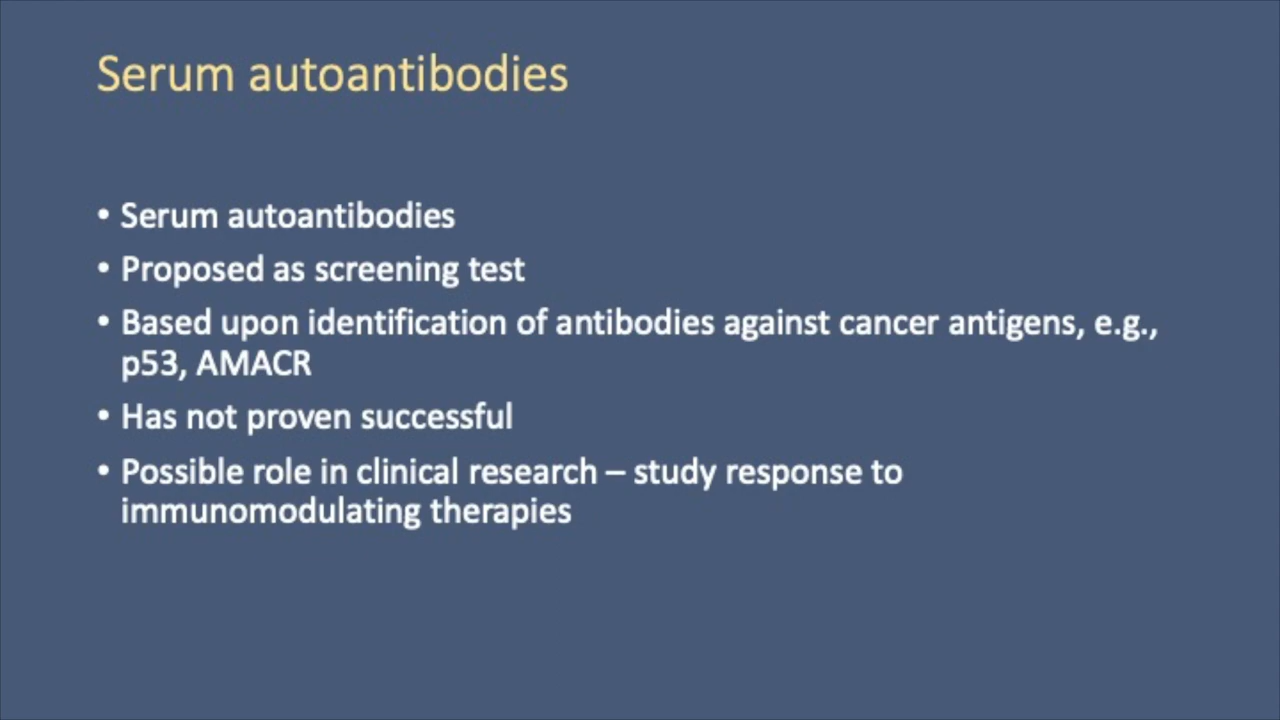 Serum autoantibodies
• Serum autoantibodies
• Proposed as screening test
• Based upon identification of antibodies against cancer antigens, e.g.,
p53, AMACR
• Has not proven successful
• Possible role in clinical research – study response to
immunomodulating therapies